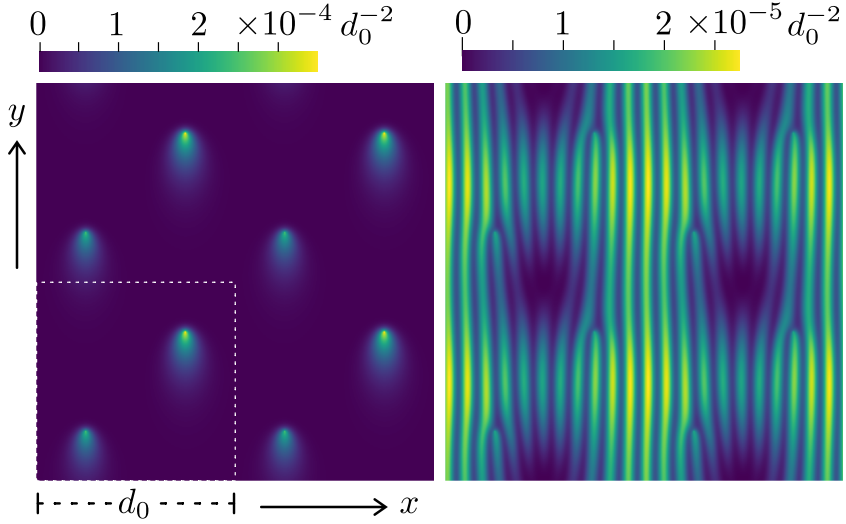 0 1 2 ×10⁻⁴ d₀⁻²
0 1 2 ×10⁻⁵ d₀⁻²
y
d₀
x